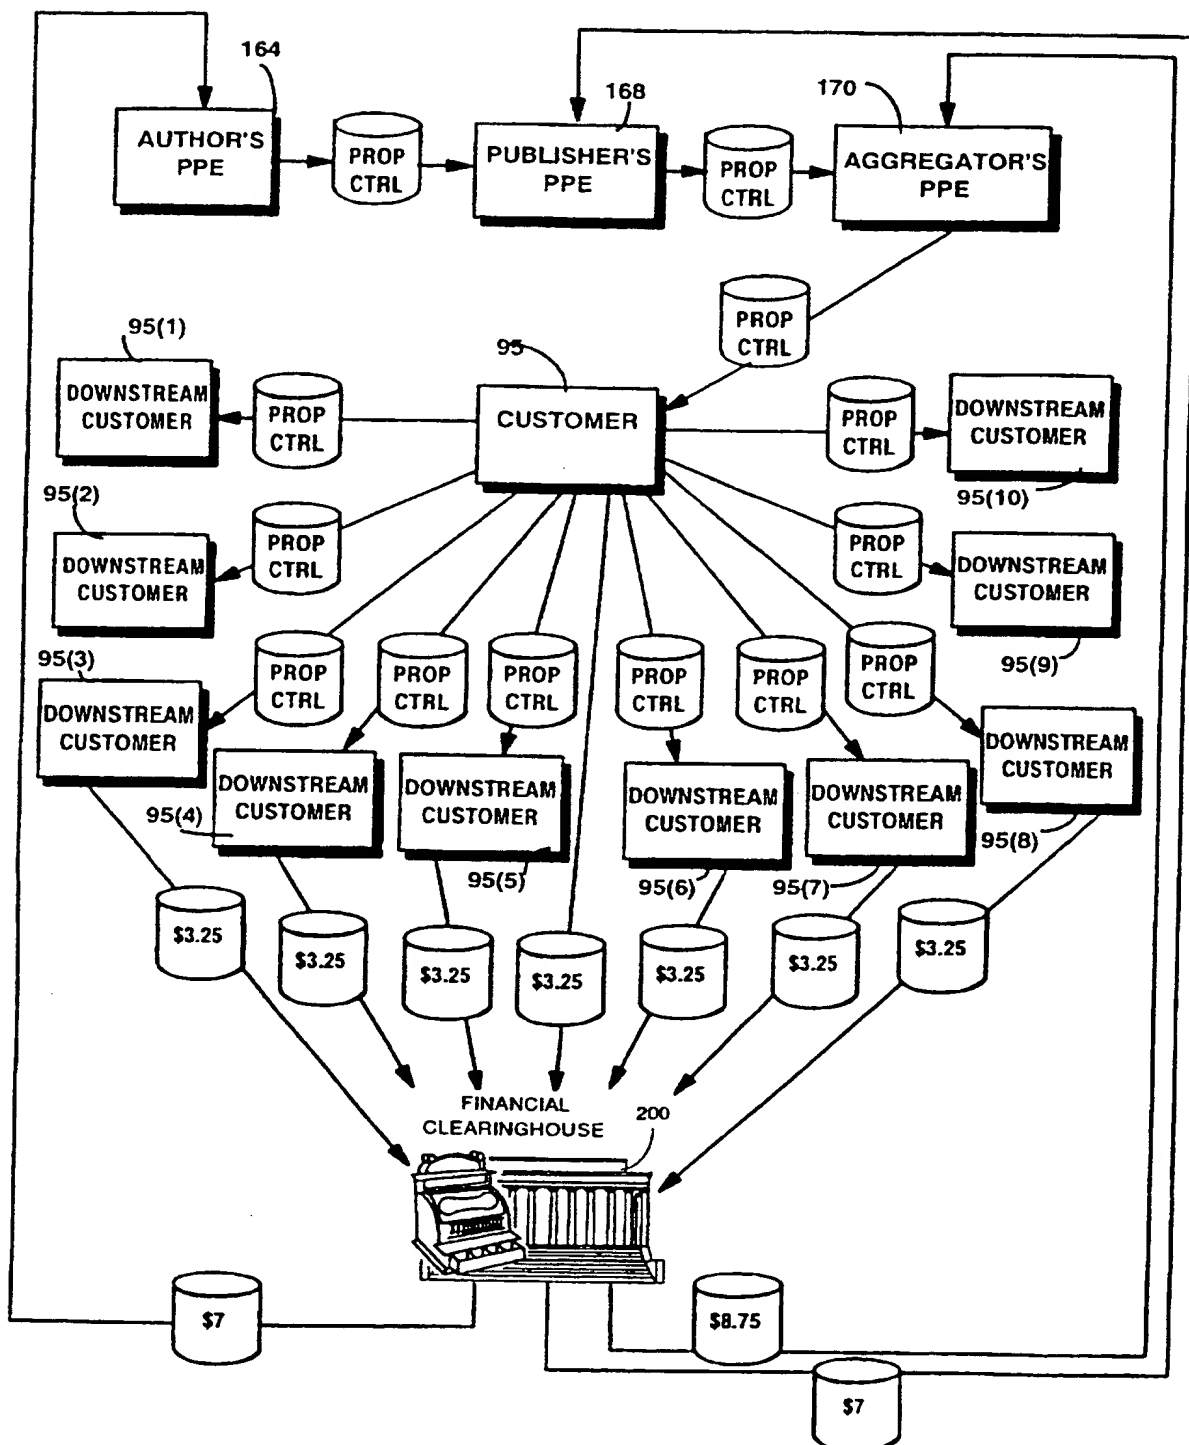 164
168
170
AUTHOR'S
PPE
PROP
CTRL
PUBLISHER'S
PPE
PROP
CTRL
AGGREGATOR'S
PPE
PROP
CTRL
95(1)
95
DOWNSTREAM
CUSTOMER
PROP
CTRL
CUSTOMER
PROP
CTRL
DOWNSTREAM
CUSTOMER
95(10)
95(2)
DOWNSTREAM
CUSTOMER
PROP
CTRL
PROP
CTRL
DOWNSTREAM
CUSTOMER
95(9)
95(3)
DOWNSTREAM
CUSTOMER
PROP
CTRL
PROP
CTRL
PROP
CTRL
PROP
CTRL
PROP
CTRL
PROP
CTRL
DOWNSTREAM
CUSTOMER
95(8)
DOWNSTREAM
CUSTOMER
95(4)
DOWNSTREAM
CUSTOMER
95(5)
DOWNSTREAM
CUSTOMER
95(6)
DOWNSTREAM
CUSTOMER
95(7)
$3.25
$3.25
$3.25
$3.25
$3.25
$3.25
$3.25
FINANCIAL
CLEARINGHOUSE
200
$7
$8.75
$7